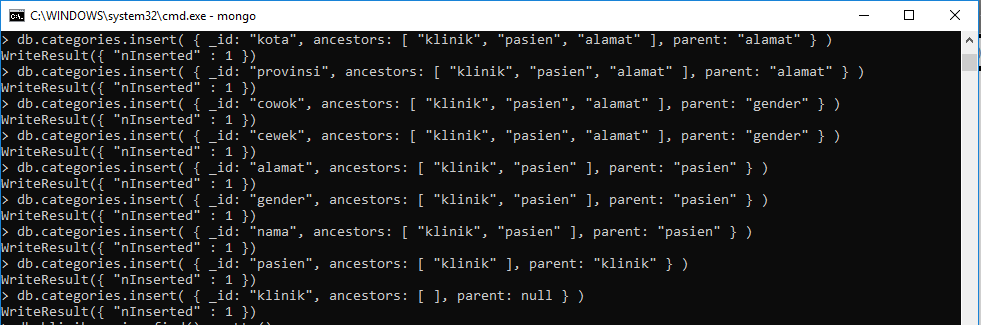 C:\WINDOWS\system32\cmd.exe - mongo
> db.categories.insert( { _id: "kota", ancestors: [ "klinik", "pasien", "alamat" ], parent: "alamat" } )
WriteResult({ "nInserted" : 1 })
> db.categories.insert( { _id: "provinsi", ancestors: [ "klinik", "pasien", "alamat" ], parent: "alamat" } )
WriteResult({ "nInserted" : 1 })
> db.categories.insert( { _id: "cowok", ancestors: [ "klinik", "pasien", "alamat" ], parent: "gender" } )
WriteResult({ "nInserted" : 1 })
> db.categories.insert( { _id: "cewek", ancestors: [ "klinik", "pasien", "alamat" ], parent: "gender" } )
WriteResult({ "nInserted" : 1 })
> db.categories.insert( { _id: "alamat", ancestors: [ "klinik", "pasien" ], parent: "pasien" } )
WriteResult({ "nInserted" : 1 })
> db.categories.insert( { _id: "gender", ancestors: [ "klinik", "pasien" ], parent: "pasien" } )
WriteResult({ "nInserted" : 1 })
> db.categories.insert( { _id: "nama", ancestors: [ "klinik", "pasien" ], parent: "pasien" } )
WriteResult({ "nInserted" : 1 })
> db.categories.insert( { _id: "pasien", ancestors: [ "klinik" ], parent: "klinik" } )
WriteResult({ "nInserted" : 1 })
> db.categories.insert( { _id: "klinik", ancestors: [ ], parent: null } )
WriteResult({ "nInserted" : 1 })